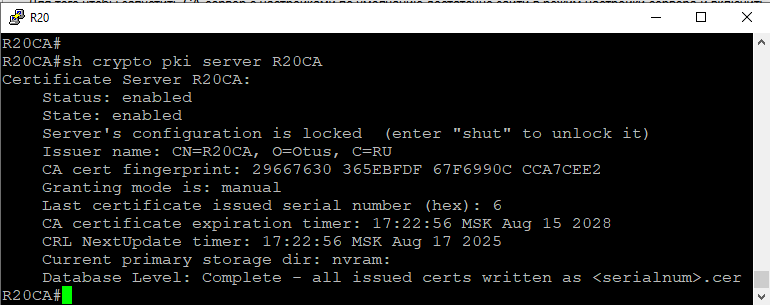 R20
R20CA#
R20CA#sh crypto pki server R20CA
Certificate Server R20CA:
    Status: enabled
    State: enabled
    Server's configuration is locked  (enter "shut" to unlock it)
    Issuer name: CN=R20CA, O=Otus, C=RU
    CA cert fingerprint: 29667630 365EBFDF 67F6990C CCA7CEE2
    Granting mode is: manual
    Last certificate issued serial number (hex): 6
    CA certificate expiration timer: 17:22:56 MSK Aug 15 2028
    CRL NextUpdate timer: 17:22:56 MSK Aug 17 2025
    Current primary storage dir: nvram:
    Database Level: Complete - all issued certs written as <serialnum>.cer
R20CA#